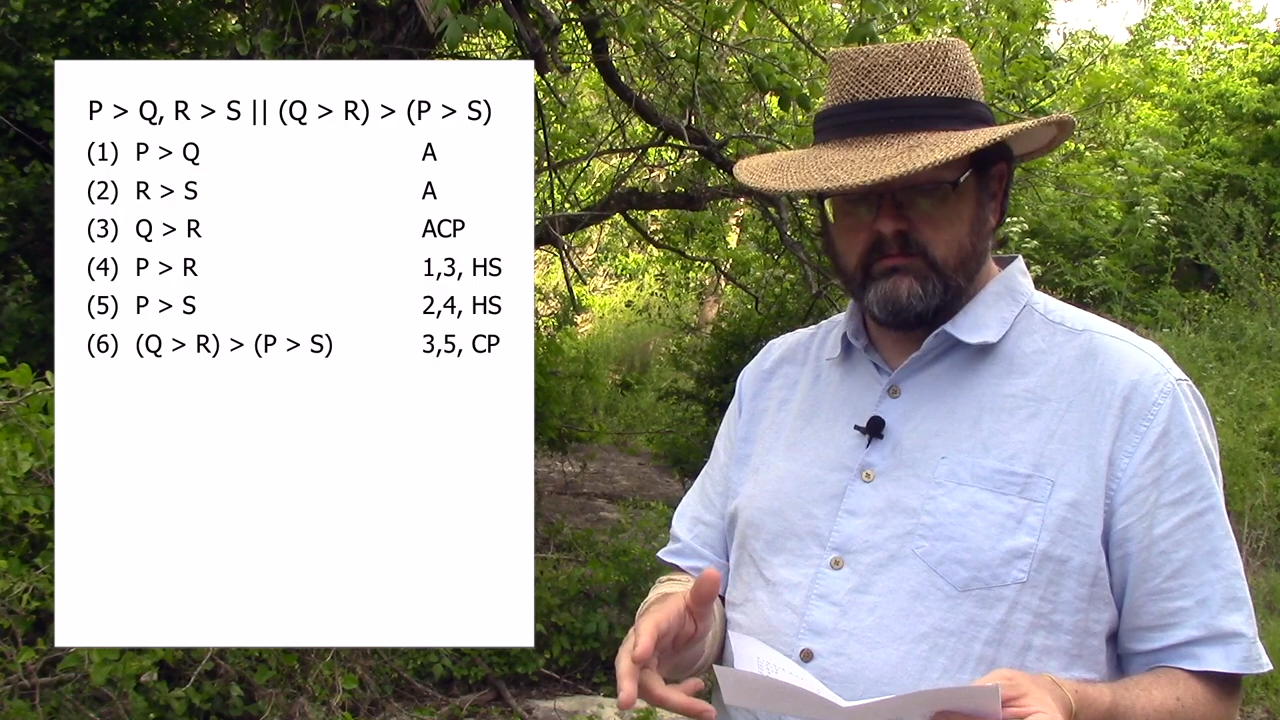 P > Q, R > S || (Q > R) > (P > S)
(1) P > Q A
(2) R > S A
(3) Q > R ACP
(4) P > R 1,3, HS
(5) P > S 2,4, HS
(6) (Q > R) > (P > S) 3,5, CP